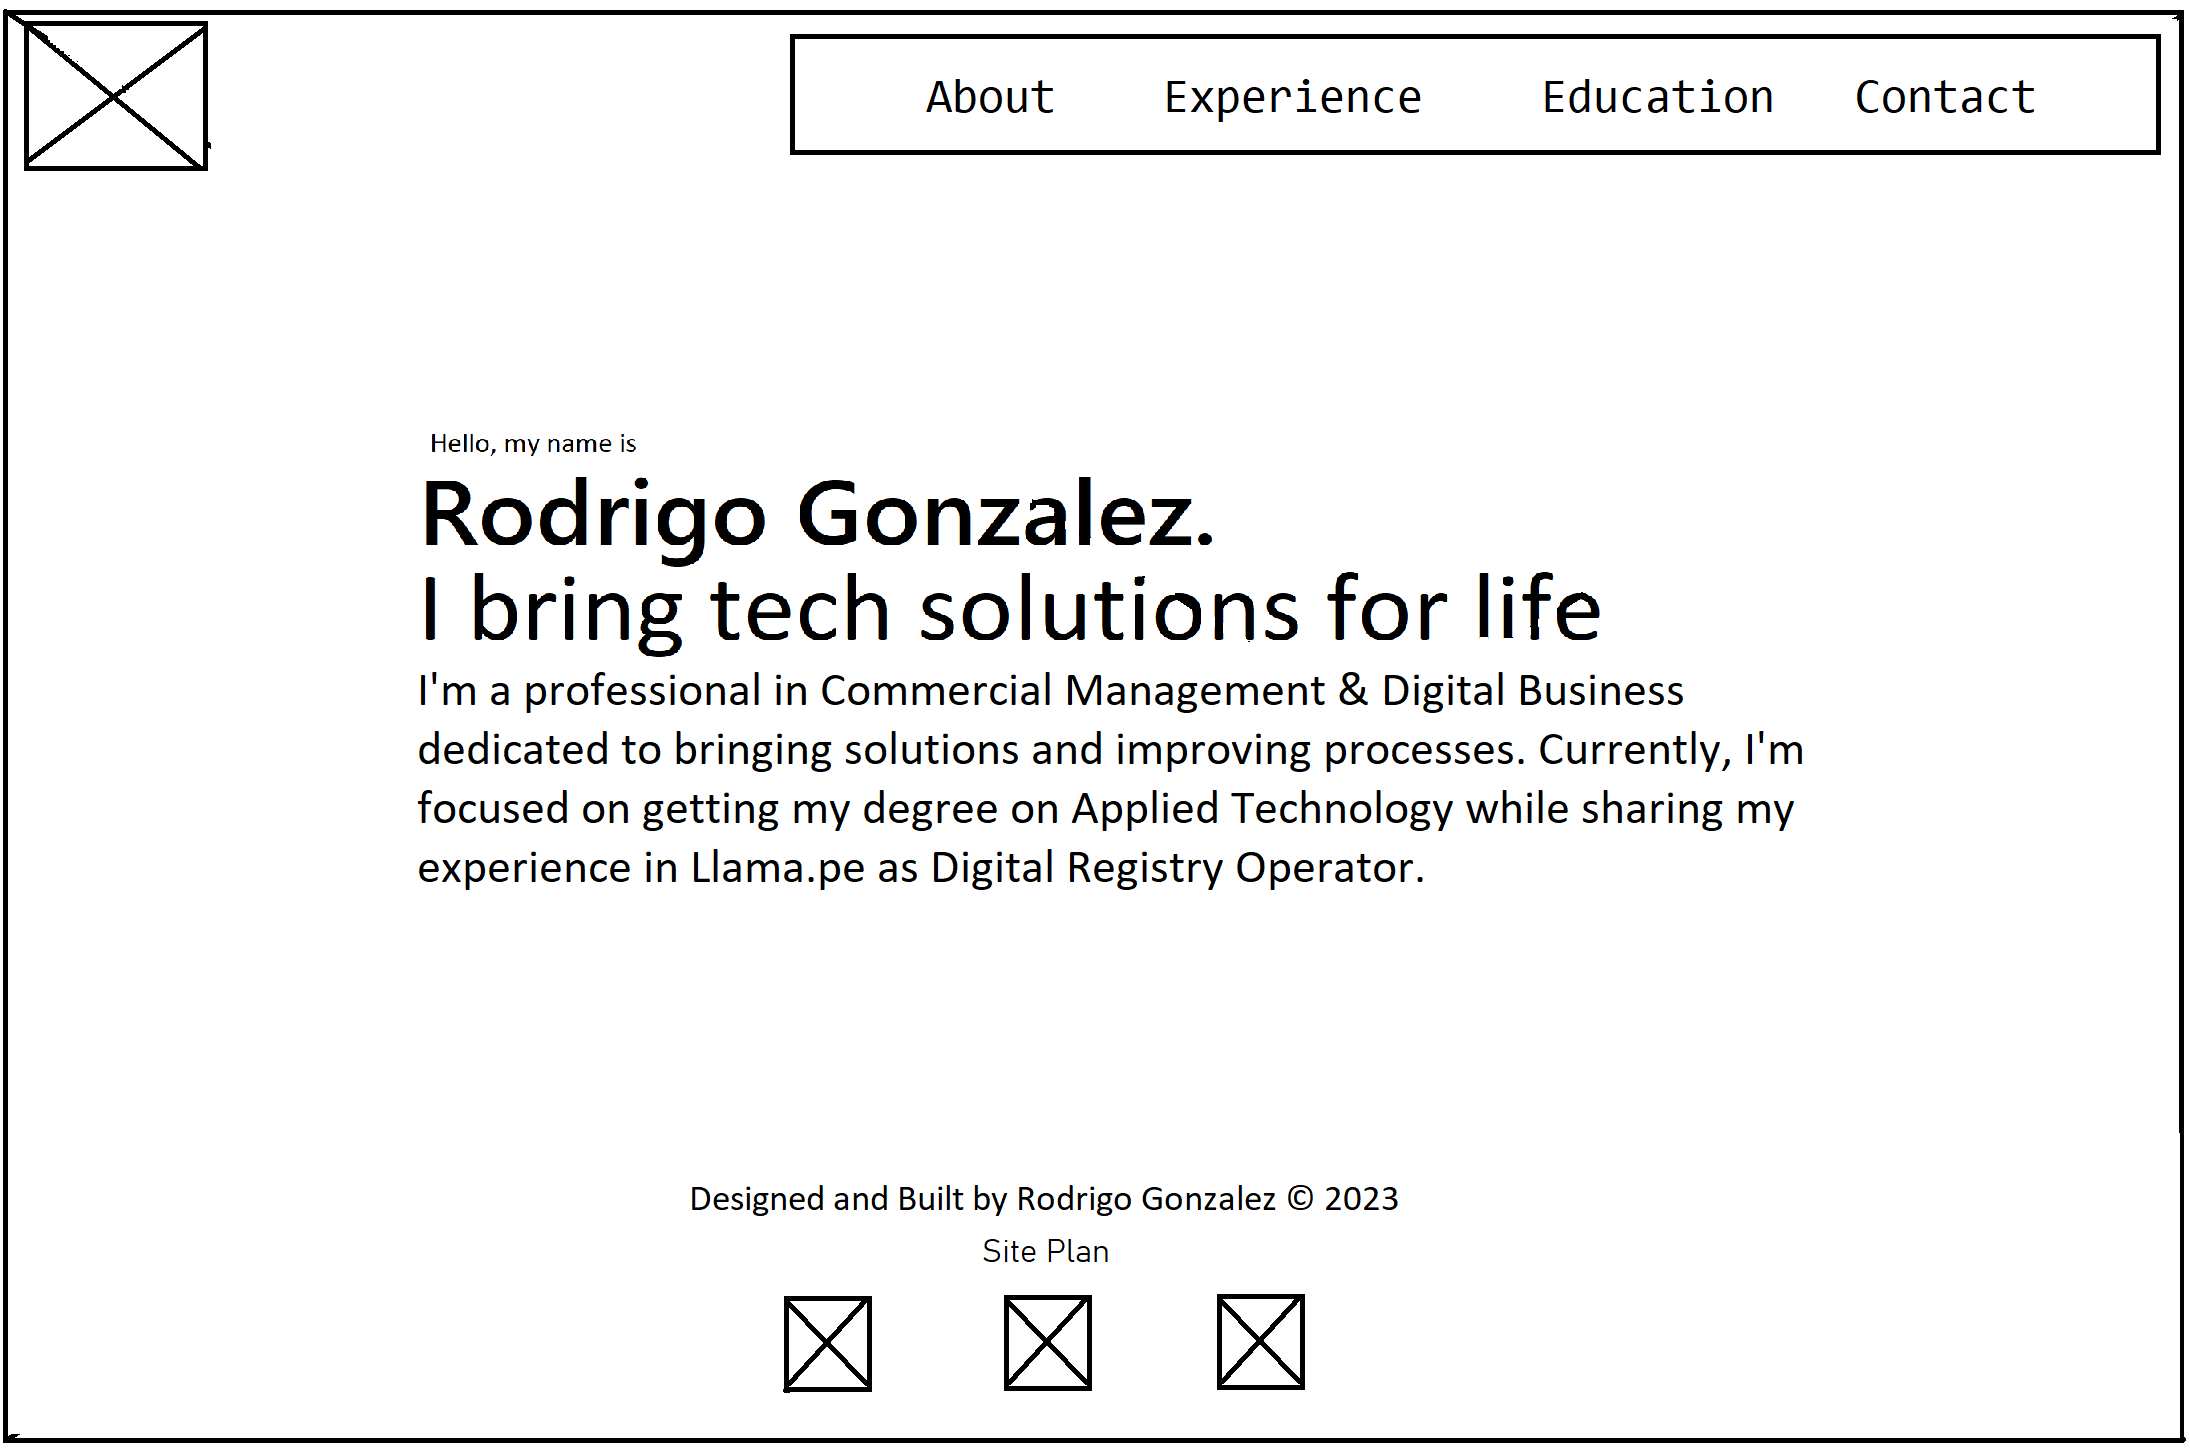 About Experience Education Contact
Hello, my name is
Rodrigo Gonzalez.
I bring tech solutions for life
I'm a professional in Commercial Management & Digital Business
dedicated to bringing solutions and improving processes. Currently, I'm
focused on getting my degree on Applied Technology while sharing my
experience in Llama.pe as Digital Registry Operator.
Designed and Built by Rodrigo Gonzalez © 2023
Site Plan